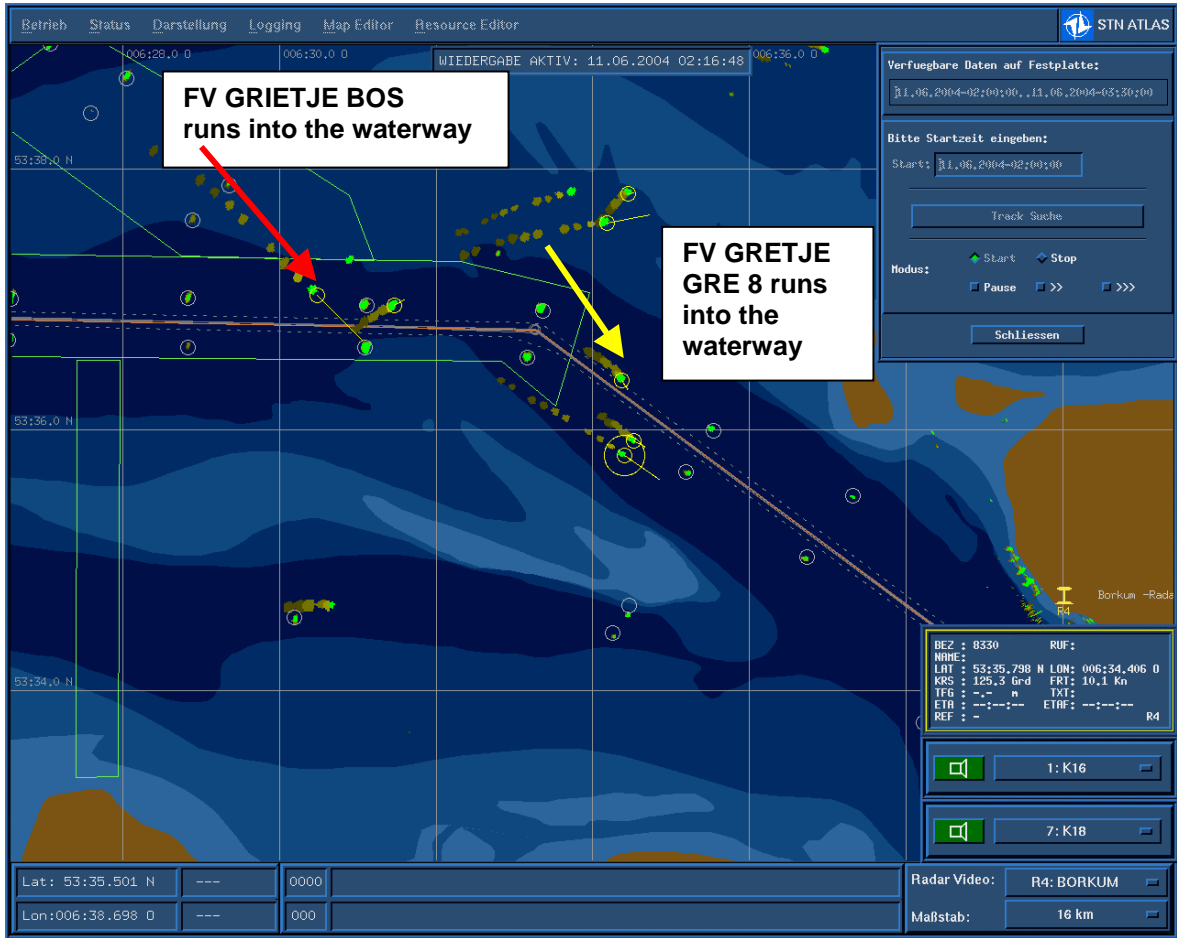 Betrieb Status Darstellung Logging Map Editor Resource Editor
STN ATLAS
006:28.0 O 006:30.0 O 006:36.0 O
WIEDERGABE AKTIV: 11.06.2004 02:16:48
FV GRIETJE BOS
runs into the waterway
53:38.0 N
FV GRETJE
GRE 8 runs
into the
waterway
53:36.0 N
53:34.0 N
Verfuegbare Daten auf Festplatte:
11.06.2004-02:00:00..11.06.2004-03:30:00
Bitte Startzeit eingeben:
Start: 11.06.2004-02:00:00
Track Suche
Modus:
Start Stop
Pause >> >>>
Schliessen
Borkum -Rada
R4
BEZ : 8330 RUF:
NAME:
LAT : 53:35.798 N LON: 006:34.406 O
KRS : 125.3 Grd FRT: 10.1 Kn
TFG : -.- m TXT:
ETA : --:--:-- ETAF: --:--:--
REF : - R4
1: K16
7: K18
Lat: 53:35.501 N --- 0000
Lon:006:38.698 O --- 000
Radar Video: R4: BORKUM
Maßstab: 16 km